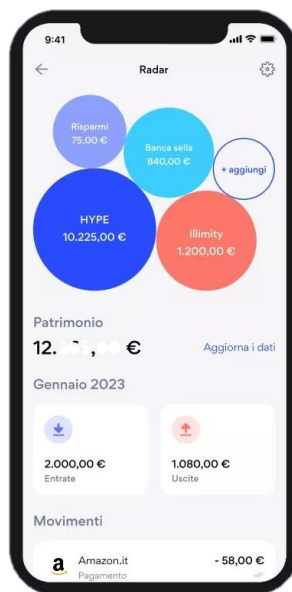 9:41
Radar
Risparmi
75,00 €
Banca sella
840,00 €
+ aggiungi
HYPE
10.225,00 €
illimity
1.200,00 €
Patrimonio
12. , €
Aggiorna i dati
Gennaio 2023
2.000,00 €
Entrate
1.080,00 €
Uscite
Movimenti
a
Amazon.it
- 58,00 €
Pagamento